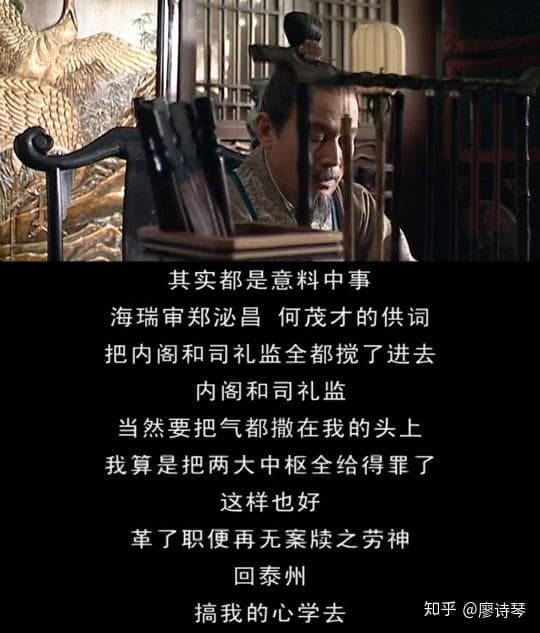 其实都是意料中事
海瑞审郑泌昌 何茂才的供词
把内阁和司礼监全都搅了进去
内阁和司礼监
当然要把气都撒在我的头上
我算是把两大中枢全给得罪了
这样也好
革了职便再无案牍之劳神
回泰州
搞我的心学去
知乎 @廖诗琴